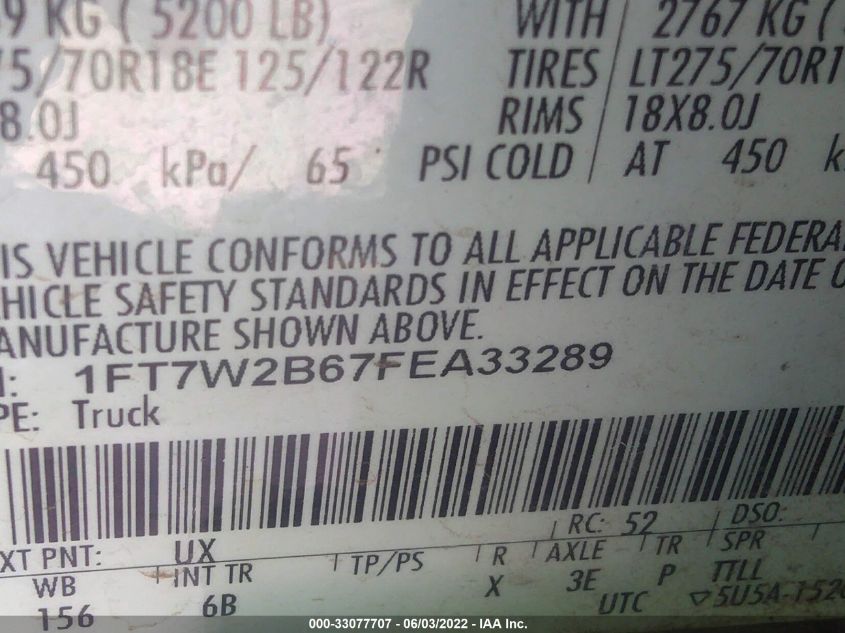 9 KG ( 5200 LB) WITH 2767 KG (
75/70R18E 125/122R TIRES LT275/70R1
8.0J RIMS 18X8.0J
450 kPa/ 65 PSI COLD AT 450 k
IS VEHICLE CONFORMS TO ALL APPLICABLE FEDERA
EHICLE SAFETY STANDARDS IN EFFECT ON THE DATE O
ANUFACTURE SHOWN ABOVE.
N: 1FT7W2B67FEA33289
PE: Truck
RC: 52 DSO:
XT PNT: UX
WB INT TR TP/PS R AXLE TR SPR
156 6B X 3E P TTLL
UTC ▽5U5A-1520
000-33077707 - 06/03/2022 - IAA Inc.